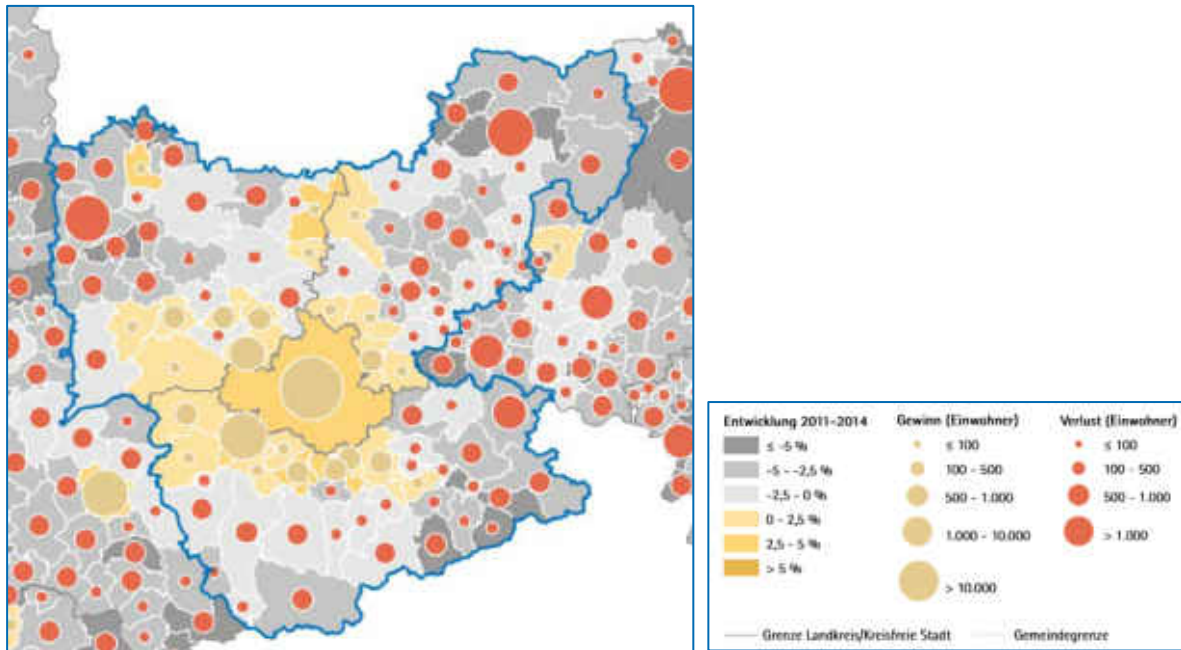 Entwicklung 2011–2014
≤ -5 %
-5 – -2,5 %
-2,5 – 0 %
0 – 2,5 %
2,5 – 5 %
> 5 %
Gewinn (Einwohner)
≤ 100
100 – 500
500 – 1.000
1.000 – 10.000
> 10.000
Verlust (Einwohner)
≤ 100
100 – 500
500 – 1.000
> 1.000
Grenze Landkreis/Kreisfreie Stadt
Gemeindegrenze